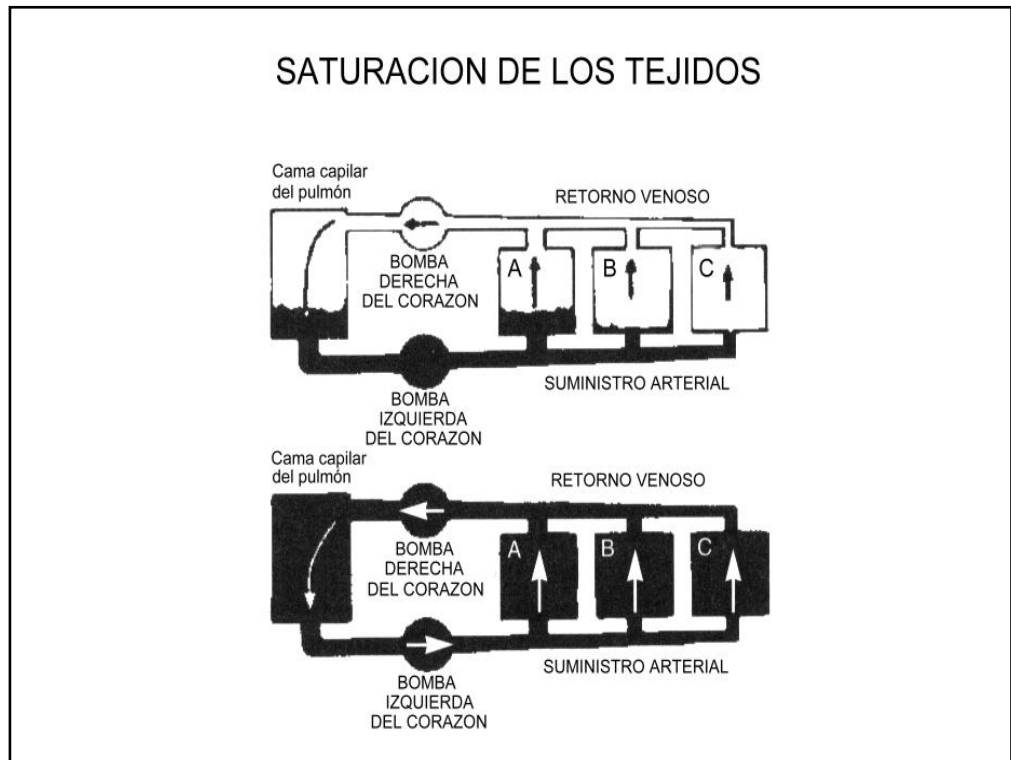 SATURACION DE LOS TEJIDOS
Cama capilar
del pulmón
RETORNO VENOSO
BOMBA
DERECHA
DEL CORAZON
A
B
C
SUMINISTRO ARTERIAL
BOMBA
IZQUIERDA
DEL CORAZON
Cama capilar
del pulmón
RETORNO VENOSO
BOMBA
DERECHA
DEL CORAZON
A
B
C
SUMINISTRO ARTERIAL
BOMBA
IZQUIERDA
DEL CORAZON